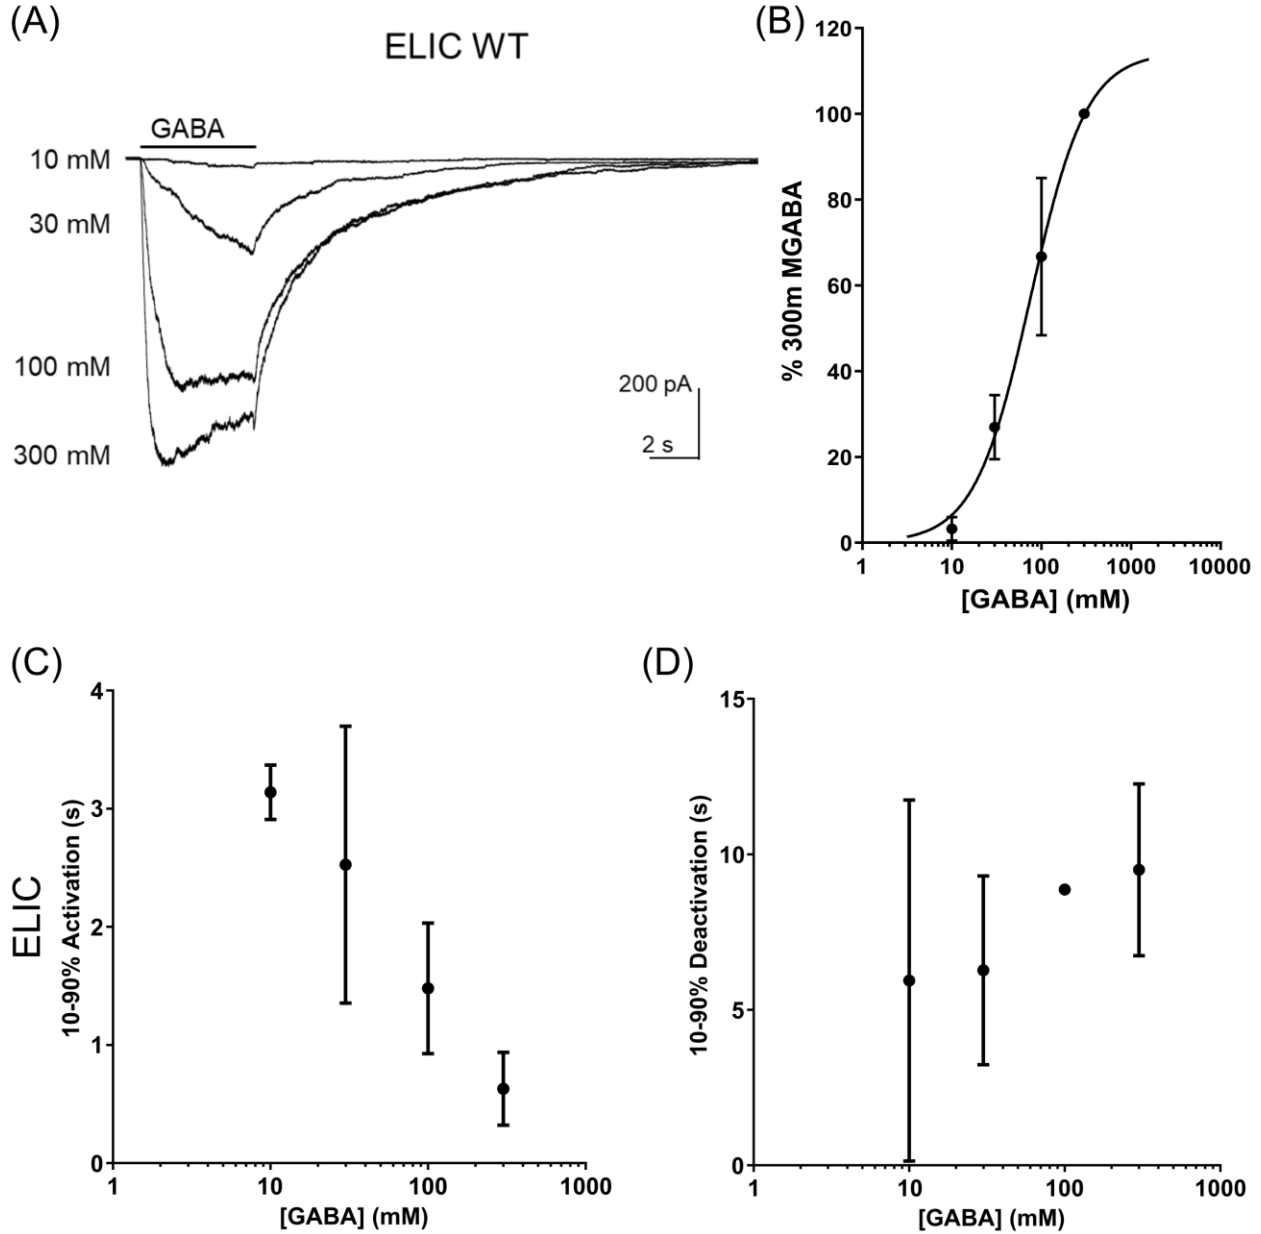 (A)
ELIC WT
GABA
10 mM
30 mM
100 mM
300 mM
200 pA
2 s
(B)
% 300m MGABA
120
100
80
60
40
20
0
1 10 100 1000 10000
[GABA] (mM)
(C)
ELIC
10-90% Activation (s)
4
3
2
1
0
1 10 100 1000
[GABA] (mM)
(D)
10-90% Deactivation (s)
15
10
5
0
1 10 100 1000
[GABA] (mM)